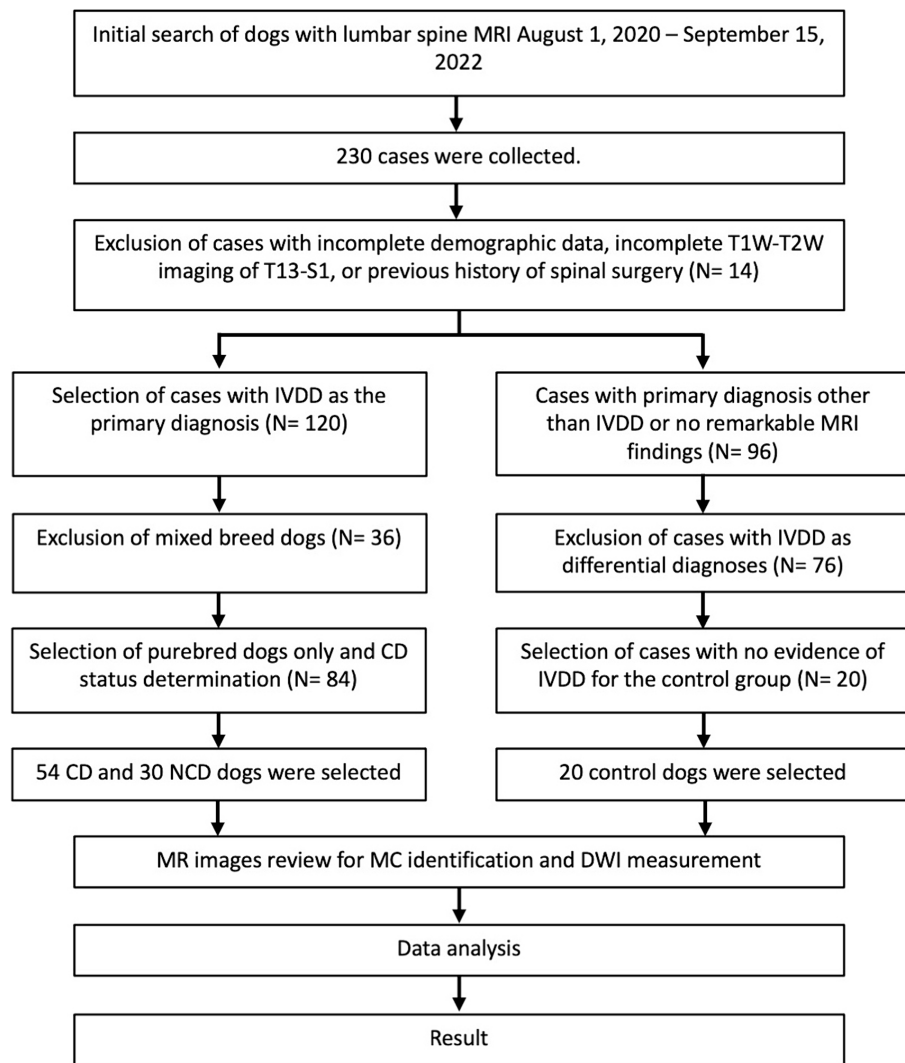 Initial search of dogs with lumbar spine MRI August 1, 2020 – September 15,
2022
230 cases were collected.
Exclusion of cases with incomplete demographic data, incomplete T1W-T2W
imaging of T13-S1, or previous history of spinal surgery (N= 14)
Selection of cases with IVDD as the
primary diagnosis (N= 120)
Cases with primary diagnosis other
than IVDD or no remarkable MRI
findings (N= 96)
Exclusion of mixed breed dogs (N= 36)
Exclusion of cases with IVDD as
differential diagnoses (N= 76)
Selection of purebred dogs only and CD
status determination (N= 84)
Selection of cases with no evidence of
IVDD for the control group (N= 20)
54 CD and 30 NCD dogs were selected
20 control dogs were selected
MR images review for MC identification and DWI measurement
Data analysis
Result